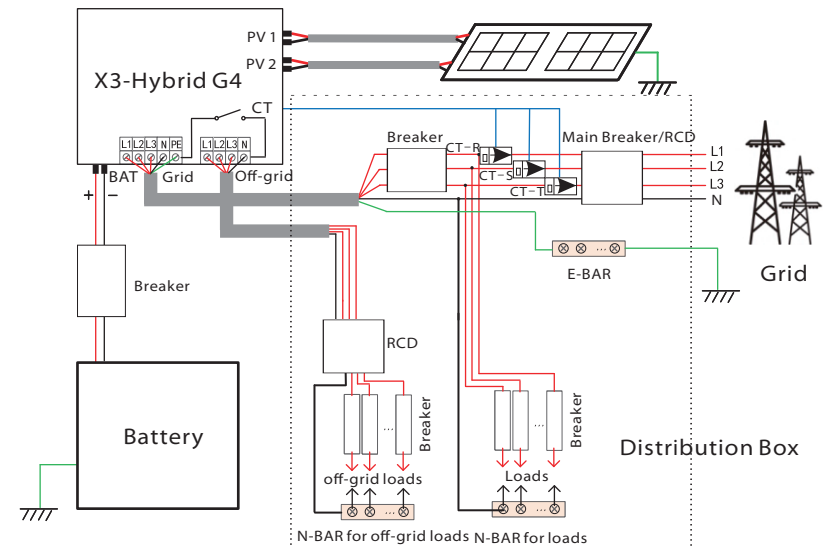 PV 1
PV 2
X3-Hybrid G4
CT
L1 L2 L3 N PE
L1 L2 L3 N
BAT
Grid
Off-grid
+
−
Breaker
Main Breaker/RCD
CT-R
CT-S
CT-T
L1
L2
L3
N
E-BAR
Grid
Breaker
RCD
Battery
...
Breaker
...
Breaker
Distribution Box
off-grid loads
Loads
...
...
...
N-BAR for off-grid loads
N-BAR for loads